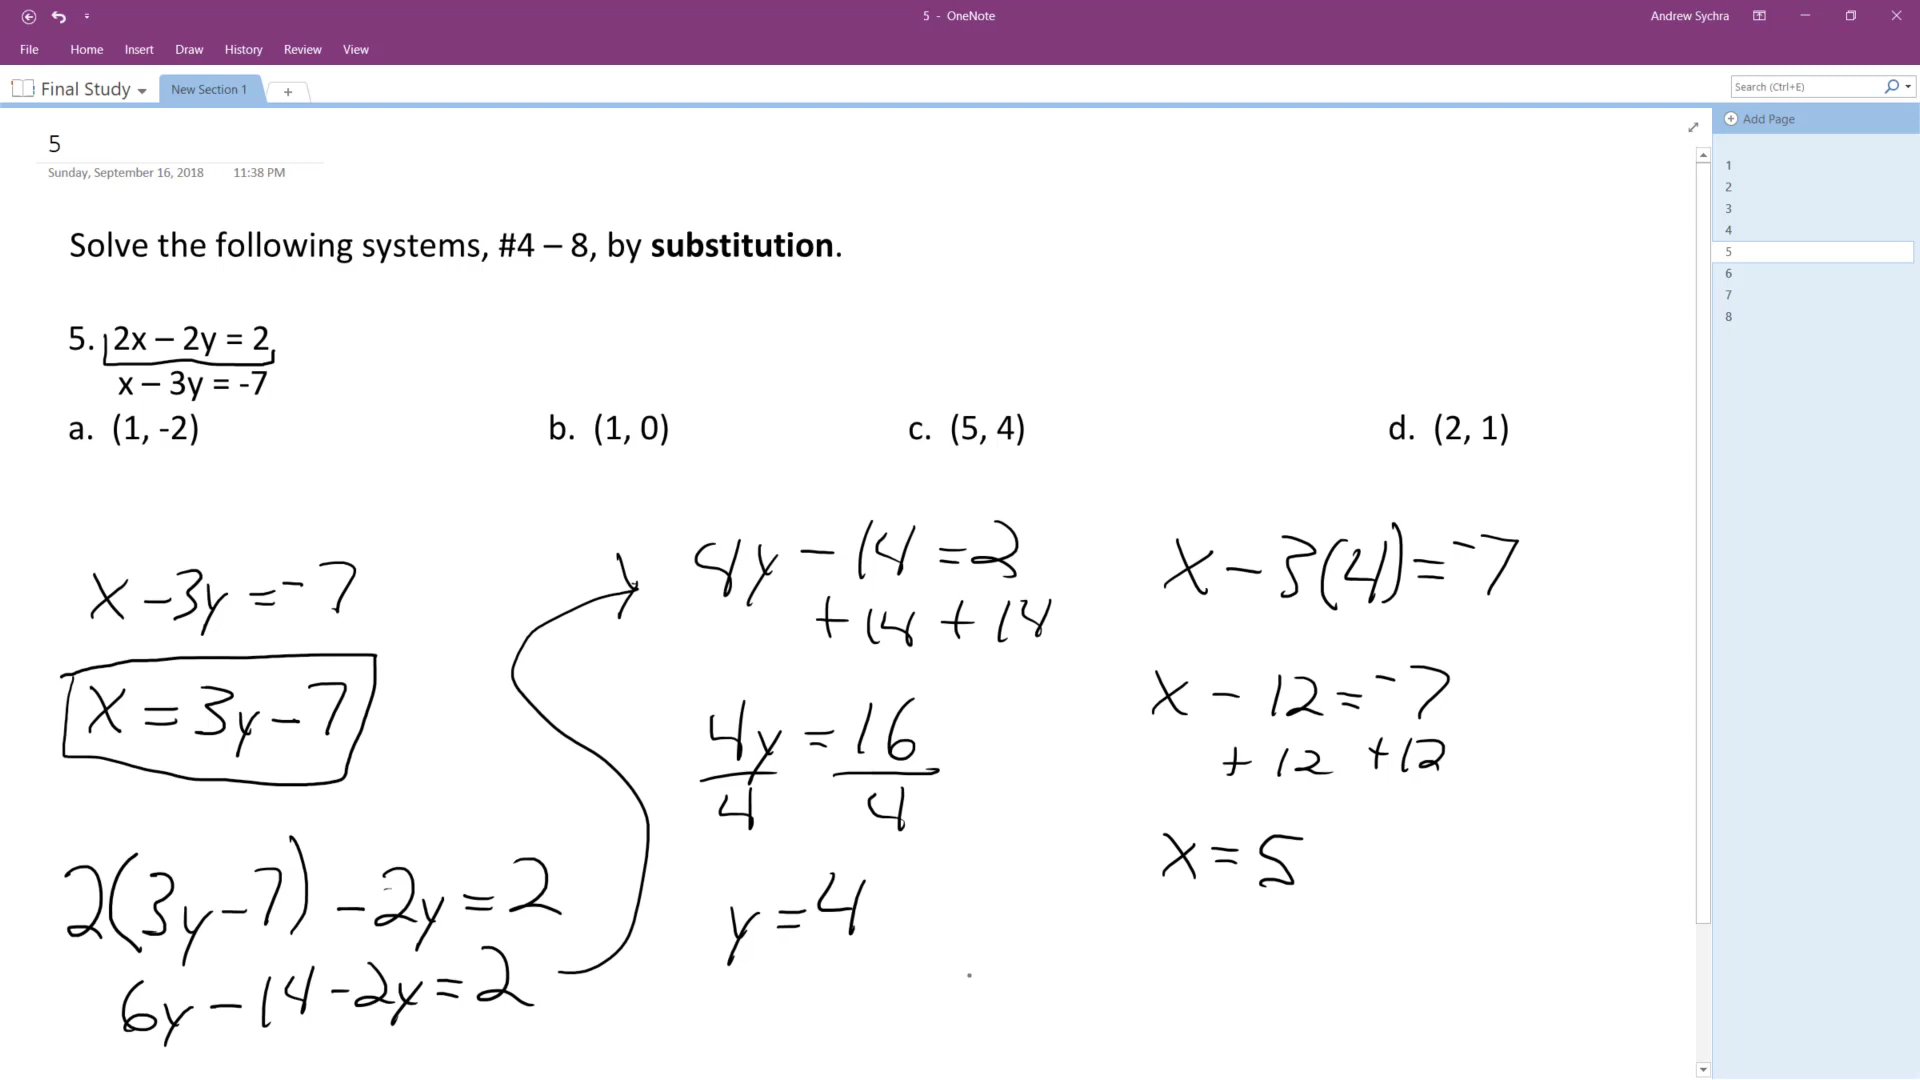 5 - OneNote
Andrew Sychra
File Home Insert Draw History Review View
Final Study
New Section 1
+
Search (Ctrl+E)
Add Page
5
Sunday, September 16, 2018 11:38 PM
1
2
3
4
5
6
7
8
Solve the following systems, #4 – 8, by substitution.
5. 2x – 2y = 2
x – 3y = -7
a. (1, -2) b. (1, 0) c. (5, 4) d. (2, 1)
x - 3y = -7
x = 3y - 7
2(3y - 7) - 2y = 2
6y - 14 - 2y = 2
4y - 14 = 2
+ 14 + 14
4y = 16
4 4
y = 4
x - 3(4) = -7
x - 12 = -7
+ 12 + 12
x = 5